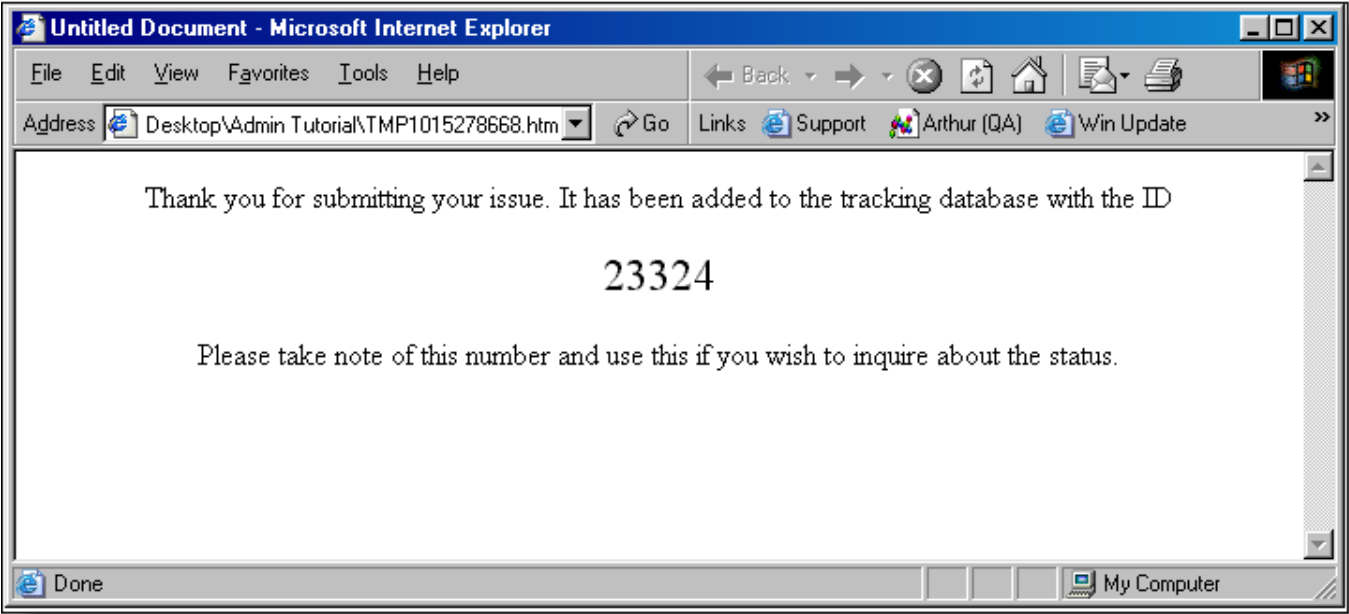 Untitled Document - Microsoft Internet Explorer
File Edit View Favorites Tools Help Back
Address Desktop\Admin Tutorial\TMP1015278668.htm Go Links Support Arthur (QA) Win Update »
Thank you for submitting your issue. It has been added to the tracking database with the ID
23324
Please take note of this number and use this if you wish to inquire about the status.
Done My Computer